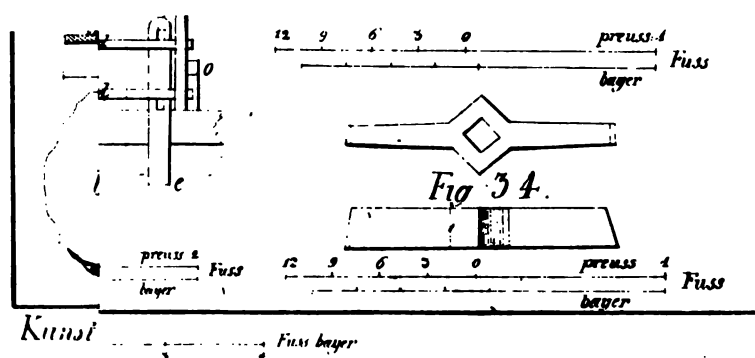 12 9 6 3 0 preuss 1
bayer Fuss
o
l e
Fig 34.
preuss 2
bayer Fuss
12 9 6 3 0 preuss 1
bayer Fuss
Kunst
Fuss bayer